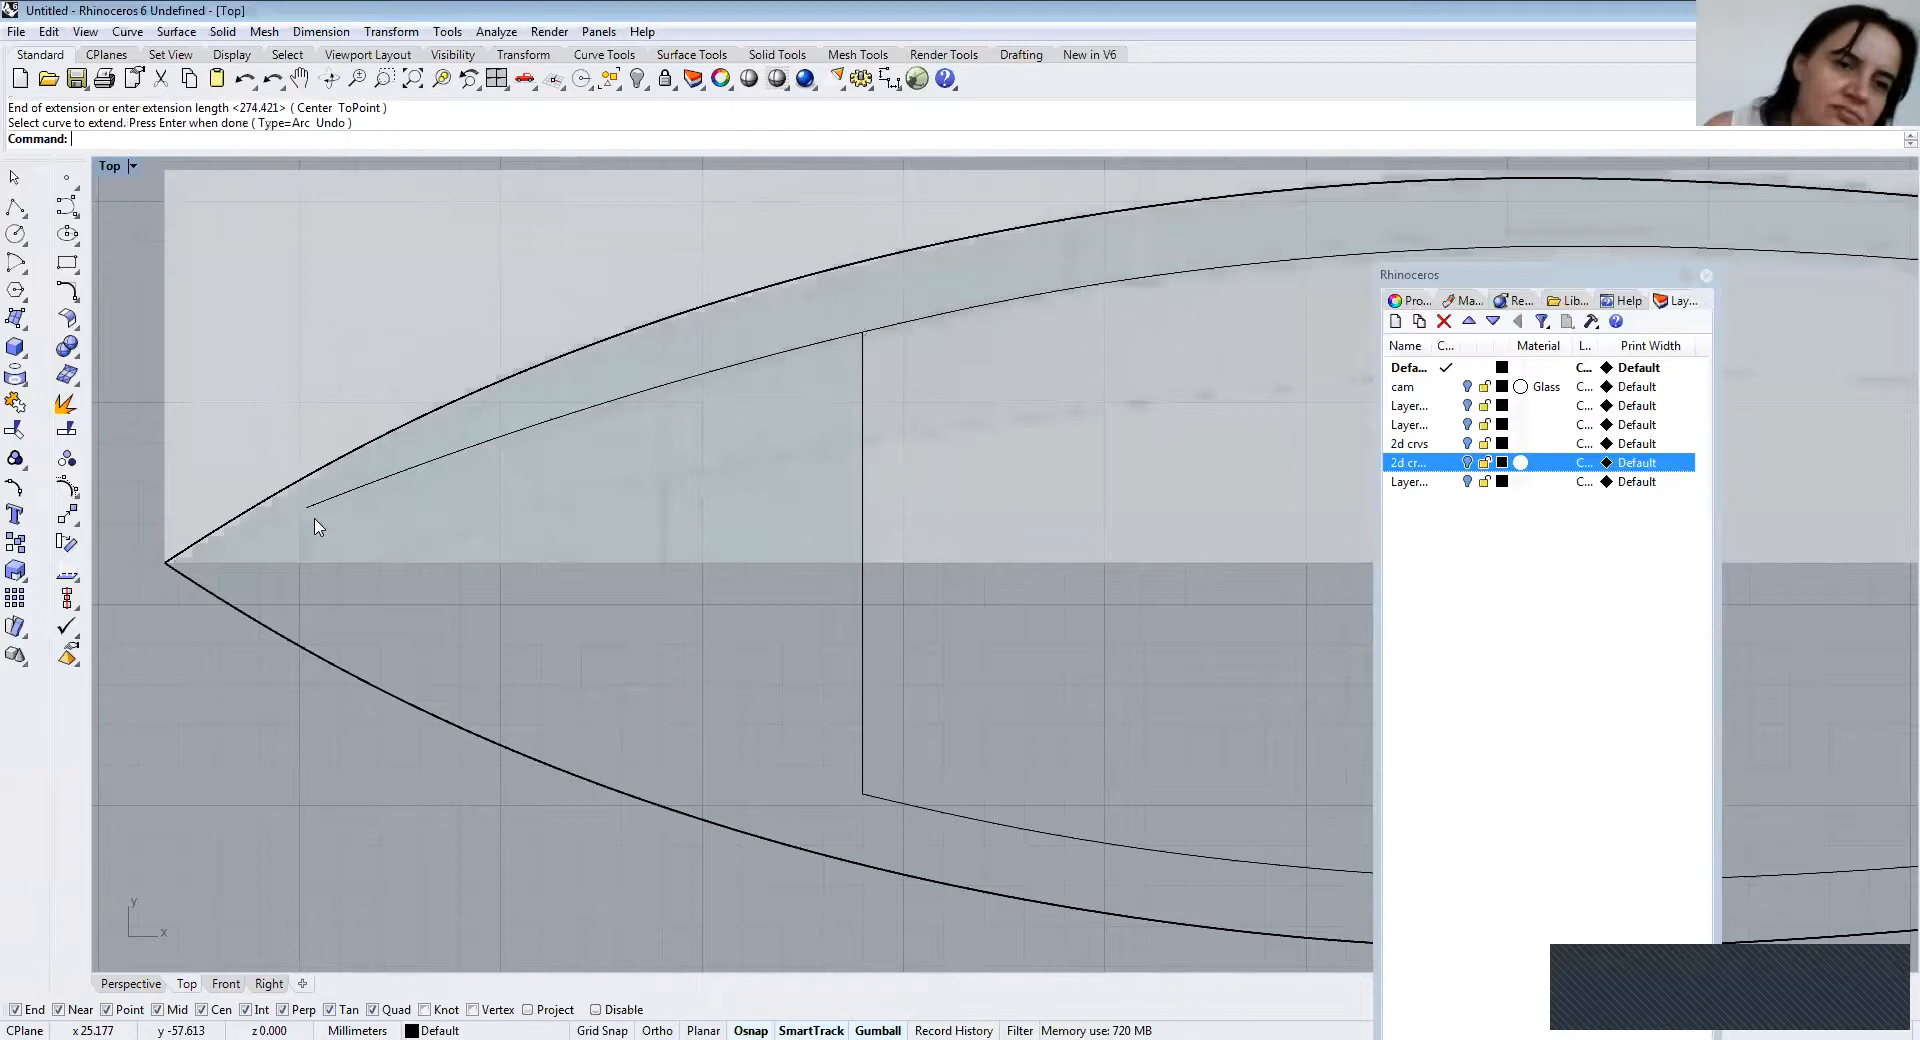 Untitled - Rhinoceros 6 Undefined - [Top]
File Edit View Curve Surface Solid Mesh Dimension Transform Tools Analyze Render Panels Help
Standard CPlanes Set View Display Select Viewport Layout Visibility Transform Curve Tools Surface Tools Solid Tools Mesh Tools Render Tools Drafting New in V6
End of extension or enter extension length <274.421> ( Center ToPoint )
Select curve to extend. Press Enter when done ( Type=Arc Undo )
Command:
Top
Rhinoceros
Pro... Ma... Re... Lib... Help Lay...
Name C... Material L.. Print Width
Defa... C... Default
cam Glass C... Default
Layer... C... Default
Layer... C... Default
2d crvs C... Default
2d cr... C... Default
Layer... C... Default
y
x
Perspective Top Front Right
End Near Point Mid Cen Int Perp Tan Quad Knot Vertex Project Disable
CPlane x 25.177 y -57.613 z 0.000 Millimeters Default Grid Snap Ortho Planar Osnap SmartTrack Gumball Record History Filter Memory use: 720 MB